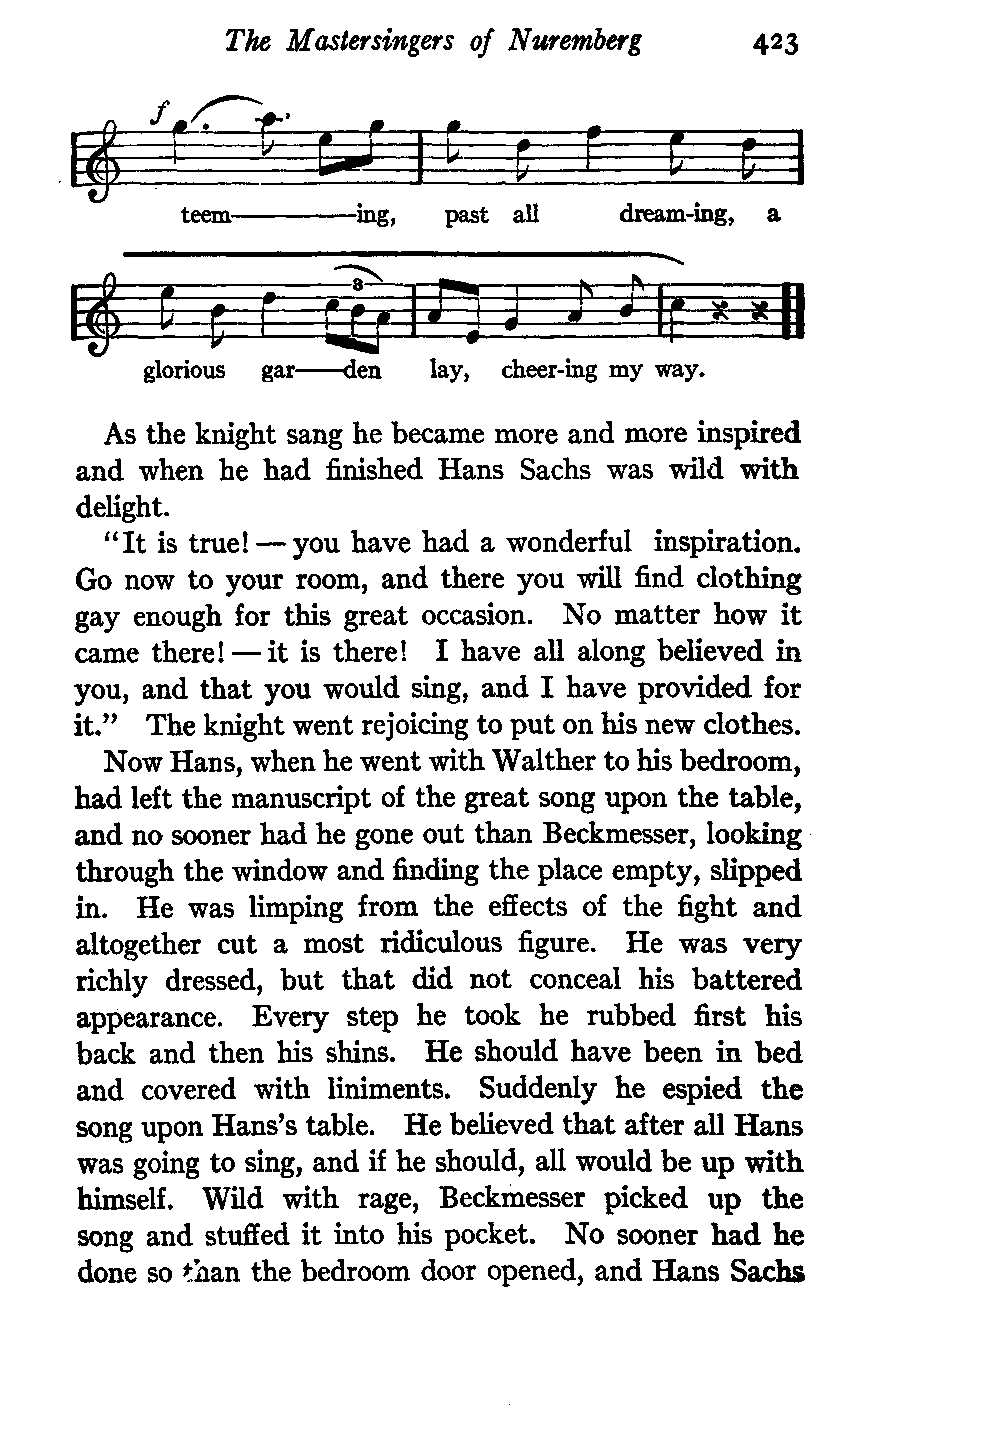 The Mastersingers of Nuremberg 423
f
teem———ing, past all dream-ing, a
3
glorious gar——den lay, cheer-ing my way.
As the knight sang he became more and more inspired
and when he had finished Hans Sachs was wild with
delight.
"It is true! — you have had a wonderful inspiration.
Go now to your room, and there you will find clothing
gay enough for this great occasion. No matter how it
came there! — it is there! I have all along believed in
you, and that you would sing, and I have provided for
it." The knight went rejoicing to put on his new clothes.
Now Hans, when he went with Walther to his bedroom,
had left the manuscript of the great song upon the table,
and no sooner had he gone out than Beckmesser, looking
through the window and finding the place empty, slipped
in. He was limping from the effects of the fight and
altogether cut a most ridiculous figure. He was very
richly dressed, but that did not conceal his battered
appearance. Every step he took he rubbed first his
back and then his shins. He should have been in bed
and covered with liniments. Suddenly he espied the
song upon Hans's table. He believed that after all Hans
was going to sing, and if he should, all would be up with
himself. Wild with rage, Beckmesser picked up the
song and stuffed it into his pocket. No sooner had he
done so than the bedroom door opened, and Hans Sachs